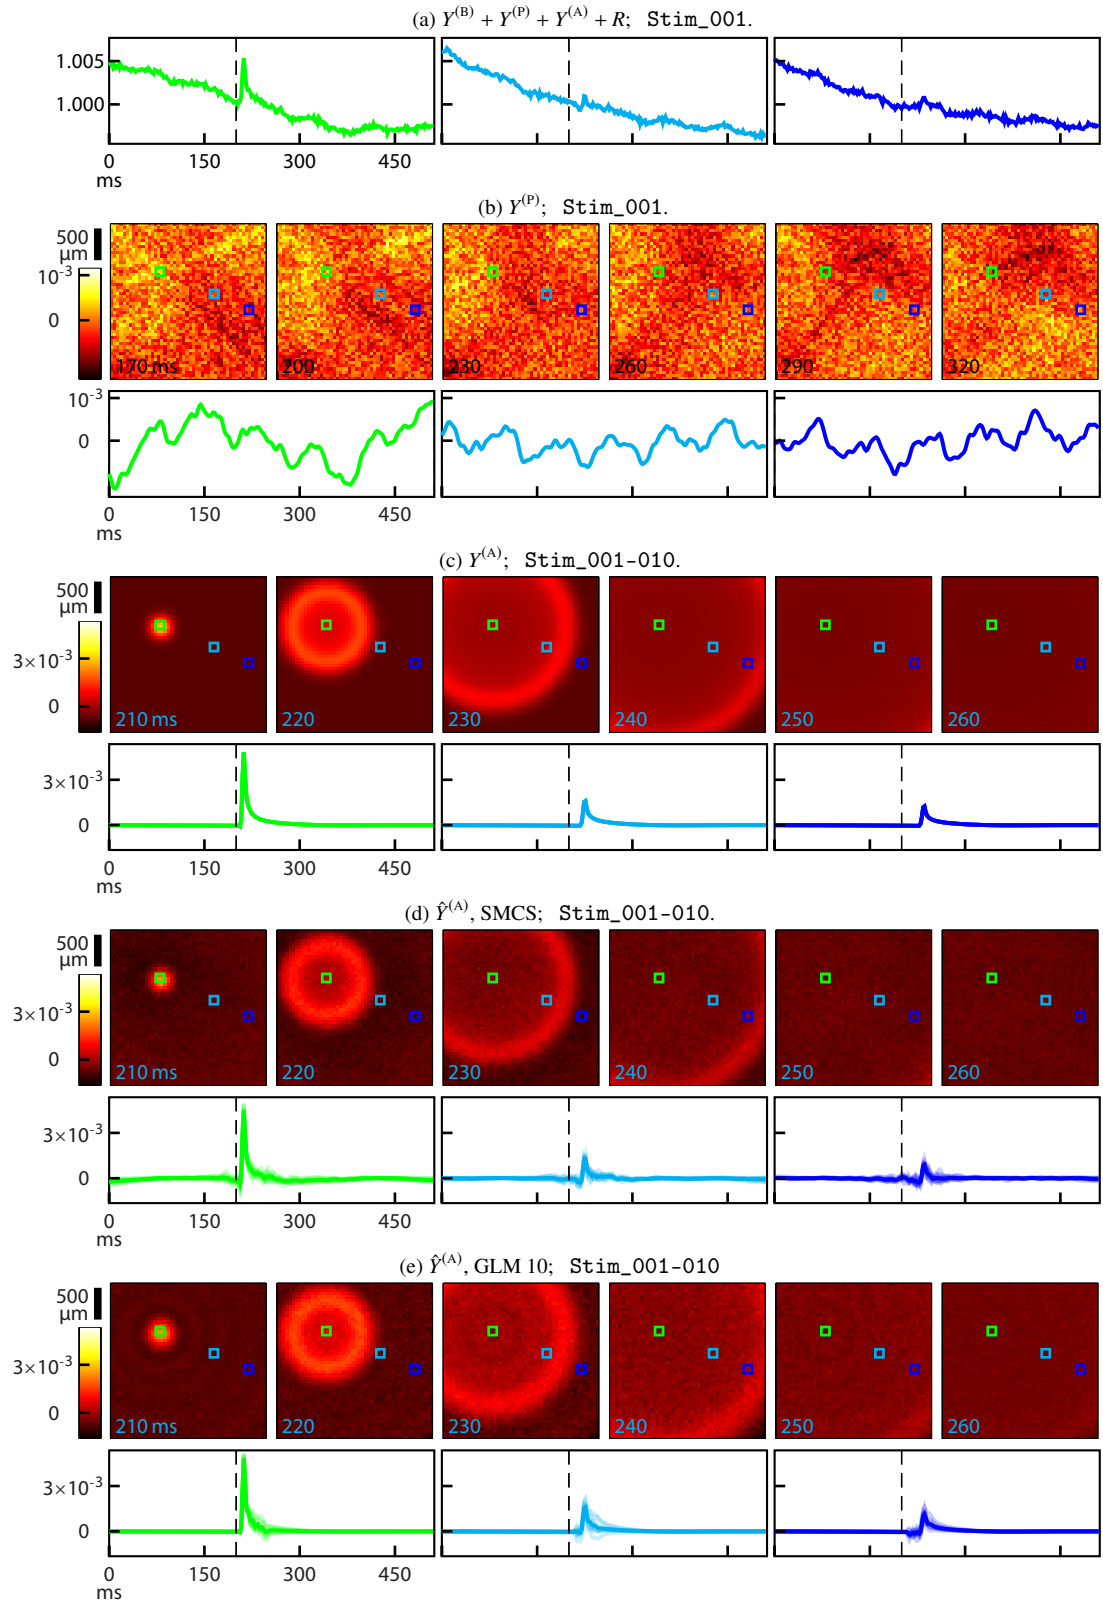 (a) Y(B) + Y(P) + Y(A) + R; Stim_001.
1.005
1.000
0 150 300 450
ms
(b) Y(P); Stim_001.
500
µm
10-3
0
170 ms 200 230 260 290 320
10-3
0
0 150 300 450
ms
(c) Y(A); Stim_001-010.
500
µm
3×10-3
0
210 ms 220 230 240 250 260
3×10-3
0
0 150 300 450
ms
(d) Ŷ(A), SMCS; Stim_001-010.
500
µm
3×10-3
0
210 ms 220 230 240 250 260
3×10-3
0
0 150 300 450
ms
(e) Ŷ(A), GLM 10; Stim_001-010
500
µm
3×10-3
0
210 ms 220 230 240 250 260
3×10-3
0
0 150 300 450
ms